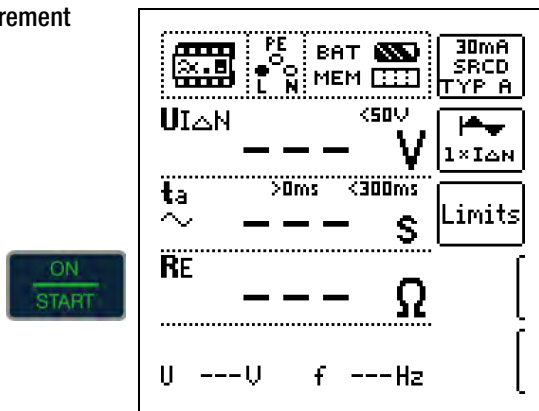 rement
PE
L N
BAT
MEM
30mA
SRCD
TYP A
UI△N <50V
--- V
1×I△N
ta >0ms <300ms
~ --- S
Limits
RE
--- Ω
ON
START
U ---V f ---Hz